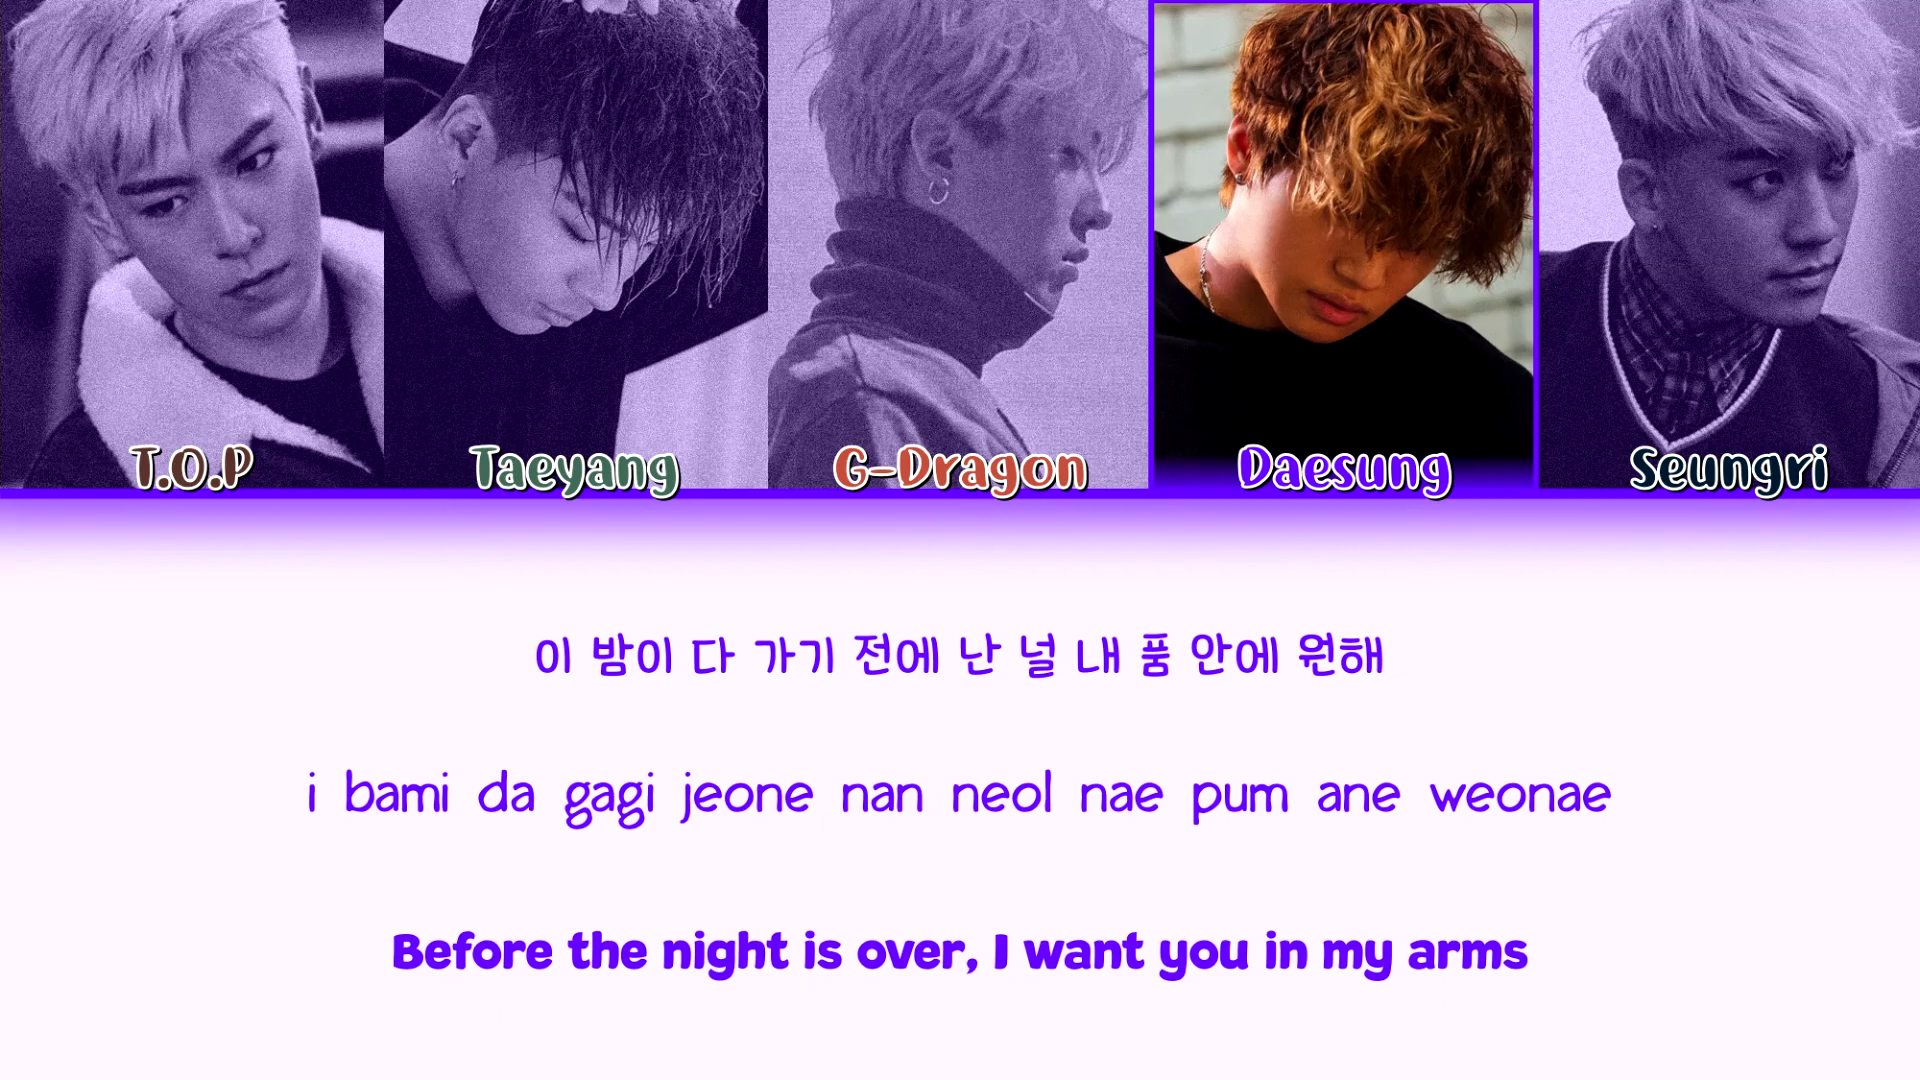 T.O.P
Taeyang
G-Dragon
Daesung
Seungri
이 밤이 다 가기 전에 난 널 내 품 안에 원해
i bami da gagi jeone nan neol nae pum ane weonae
Before the night is over, I want you in my arms